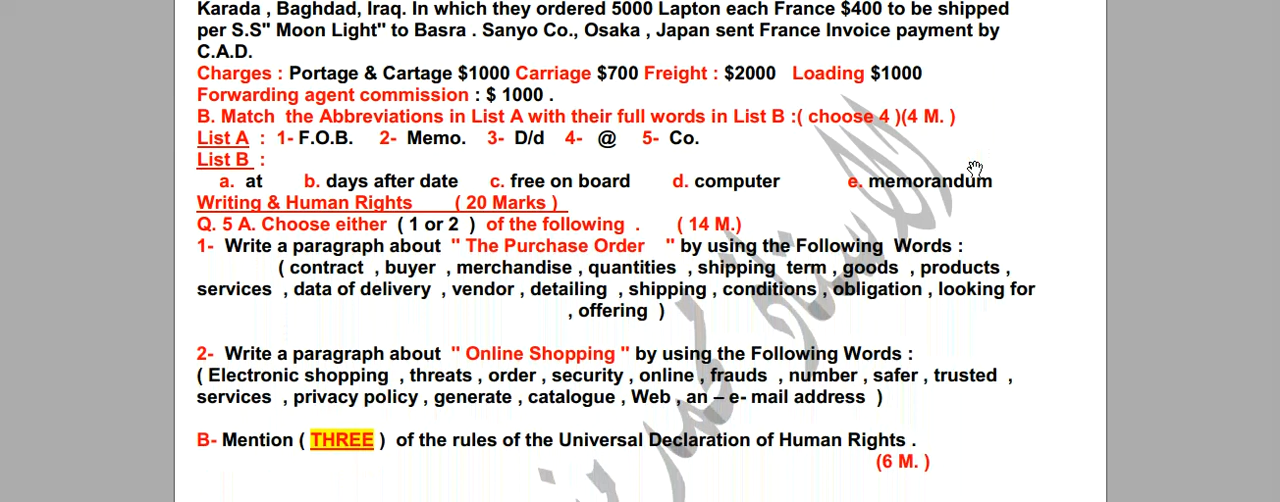 Karada , Baghdad, Iraq. In which they ordered 5000 Lapton each France $400 to be shipped
per S.S" Moon Light" to Basra . Sanyo Co., Osaka , Japan sent France Invoice payment by
C.A.D.
Charges : Portage & Cartage $1000 Carriage $700 Freight : $2000 Loading $1000
Forwarding agent commission : $ 1000 .
B. Match the Abbreviations in List A with their full words in List B :( choose 4 )(4 M. )
List A : 1- F.O.B. 2- Memo. 3- D/d 4- @ 5- Co.
List B :
a. at b. days after date c. free on board d. computer e. memorandum
Writing & Human Rights ( 20 Marks )
Q. 5 A. Choose either ( 1 or 2 ) of the following . ( 14 M.)
1- Write a paragraph about " The Purchase Order " by using the Following Words :
( contract , buyer , merchandise , quantities , shipping term , goods , products ,
services , data of delivery , vendor , detailing , shipping , conditions , obligation , looking for
, offering )
2- Write a paragraph about " Online Shopping " by using the Following Words :
( Electronic shopping , threats , order , security , online , frauds , number , safer , trusted ,
services , privacy policy , generate , catalogue , Web , an – e- mail address )
B- Mention ( THREE ) of the rules of the Universal Declaration of Human Rights .
(6 M. )